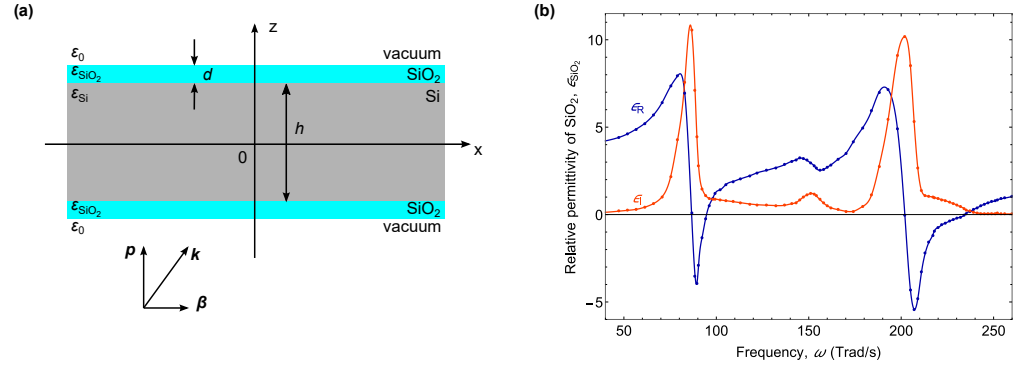 (a)
z
ε0
vacuum
εSiO2
d
SiO2
εSi
Si
h
0
x
εSiO2
SiO2
ε0
vacuum
p
k
β
(b)
Relative permittivity of SiO2, ϵSiO2
10
5
0
−5
ϵR
ϵI
50
100
150
200
250
Frequency, ω (Trad/s)